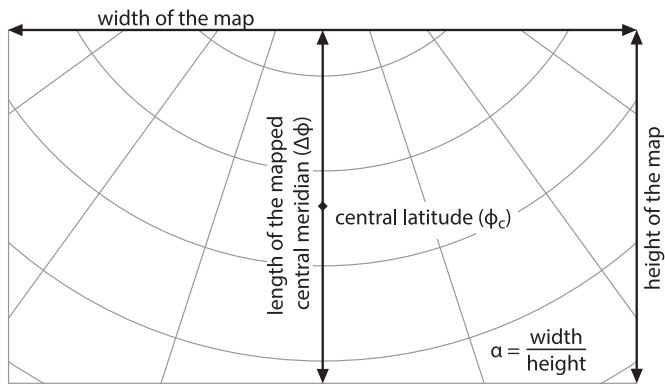 width of the map
length of the mapped
central meridian (Δϕ)
central latitude (ϕc)
height of the map
α = width
height